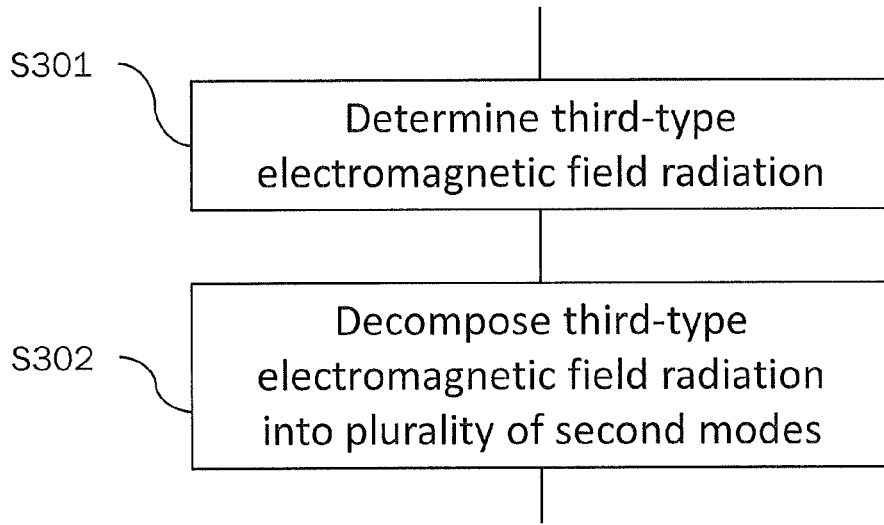 S301
Determine third-type
electromagnetic field radiation
Decompose third-type
S302
electromagnetic field radiation
into plurality of second modes